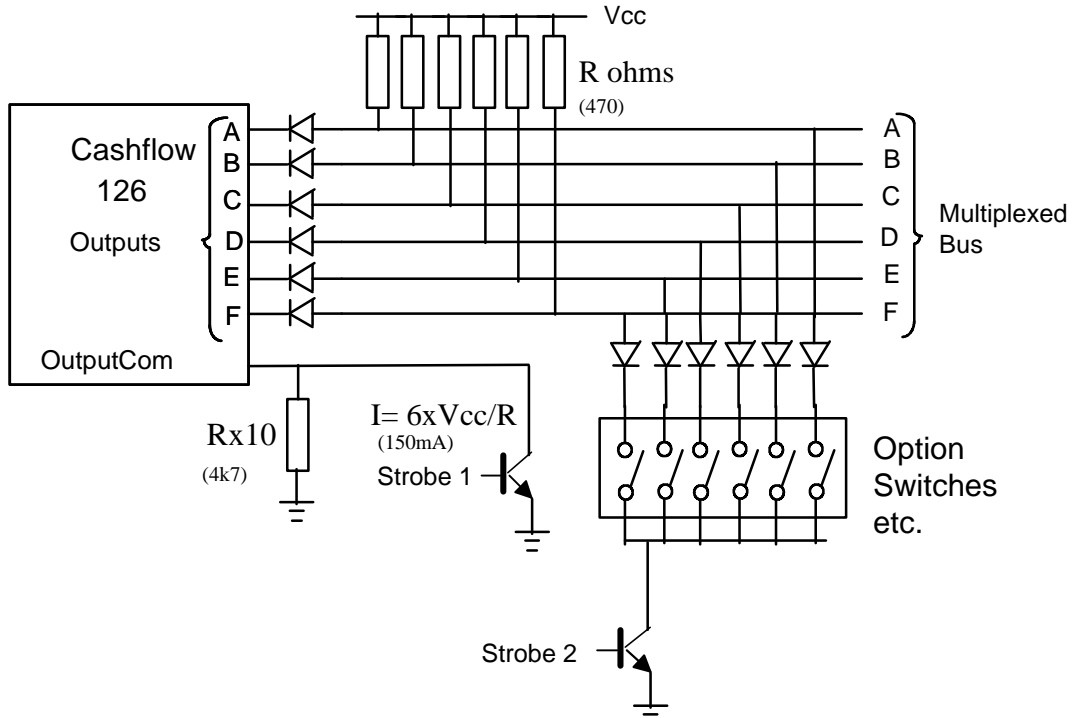 Vcc
R ohms
(470)
Cashflow
126
Outputs
A
B
C
D
E
F
OutputCom
A
B
C
D
E
F
Multiplexed
Bus
Rx10
(4k7)
I= 6xVcc/R
(150mA)
Strobe 1
Option
Switches
etc.
Strobe 2